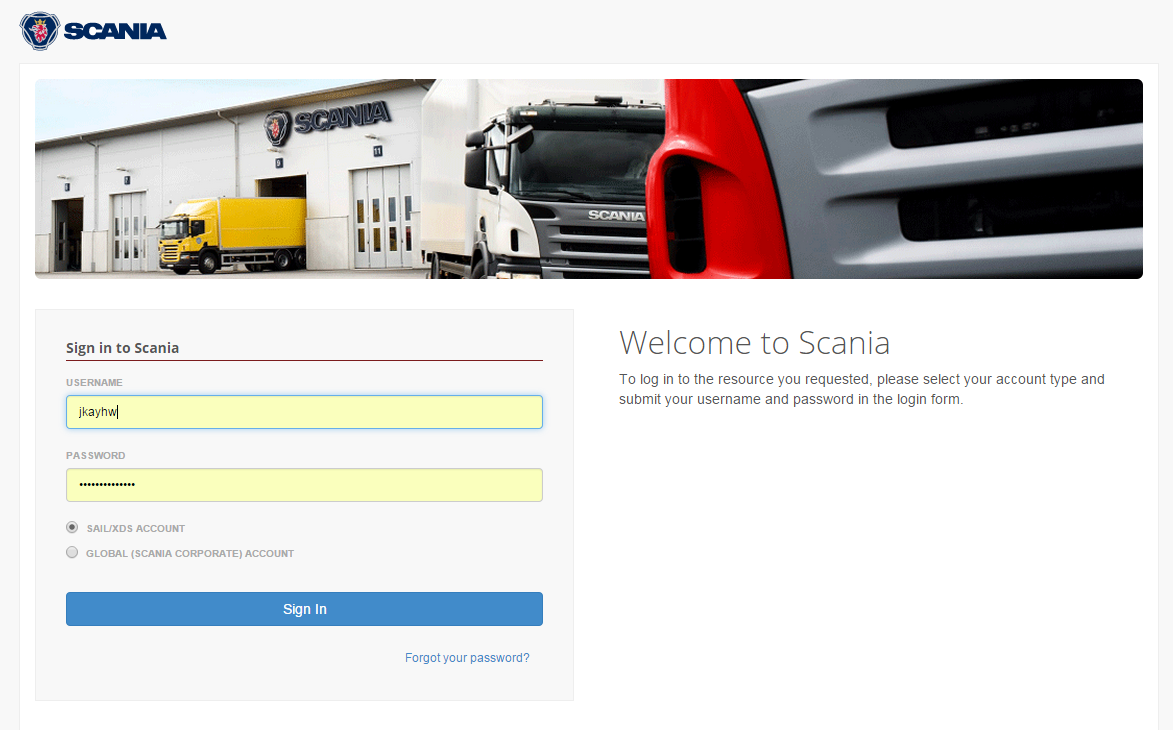 SCANIA
SCANIA
9
11
SCANIA
Sign in to Scania
USERNAME
jkayhw
PASSWORD
••••••••••••••
SAIL/XDS ACCOUNT
GLOBAL (SCANIA CORPORATE) ACCOUNT
Sign In
Forgot your password?
Welcome to Scania
To log in to the resource you requested, please select your account type and
submit your username and password in the login form.